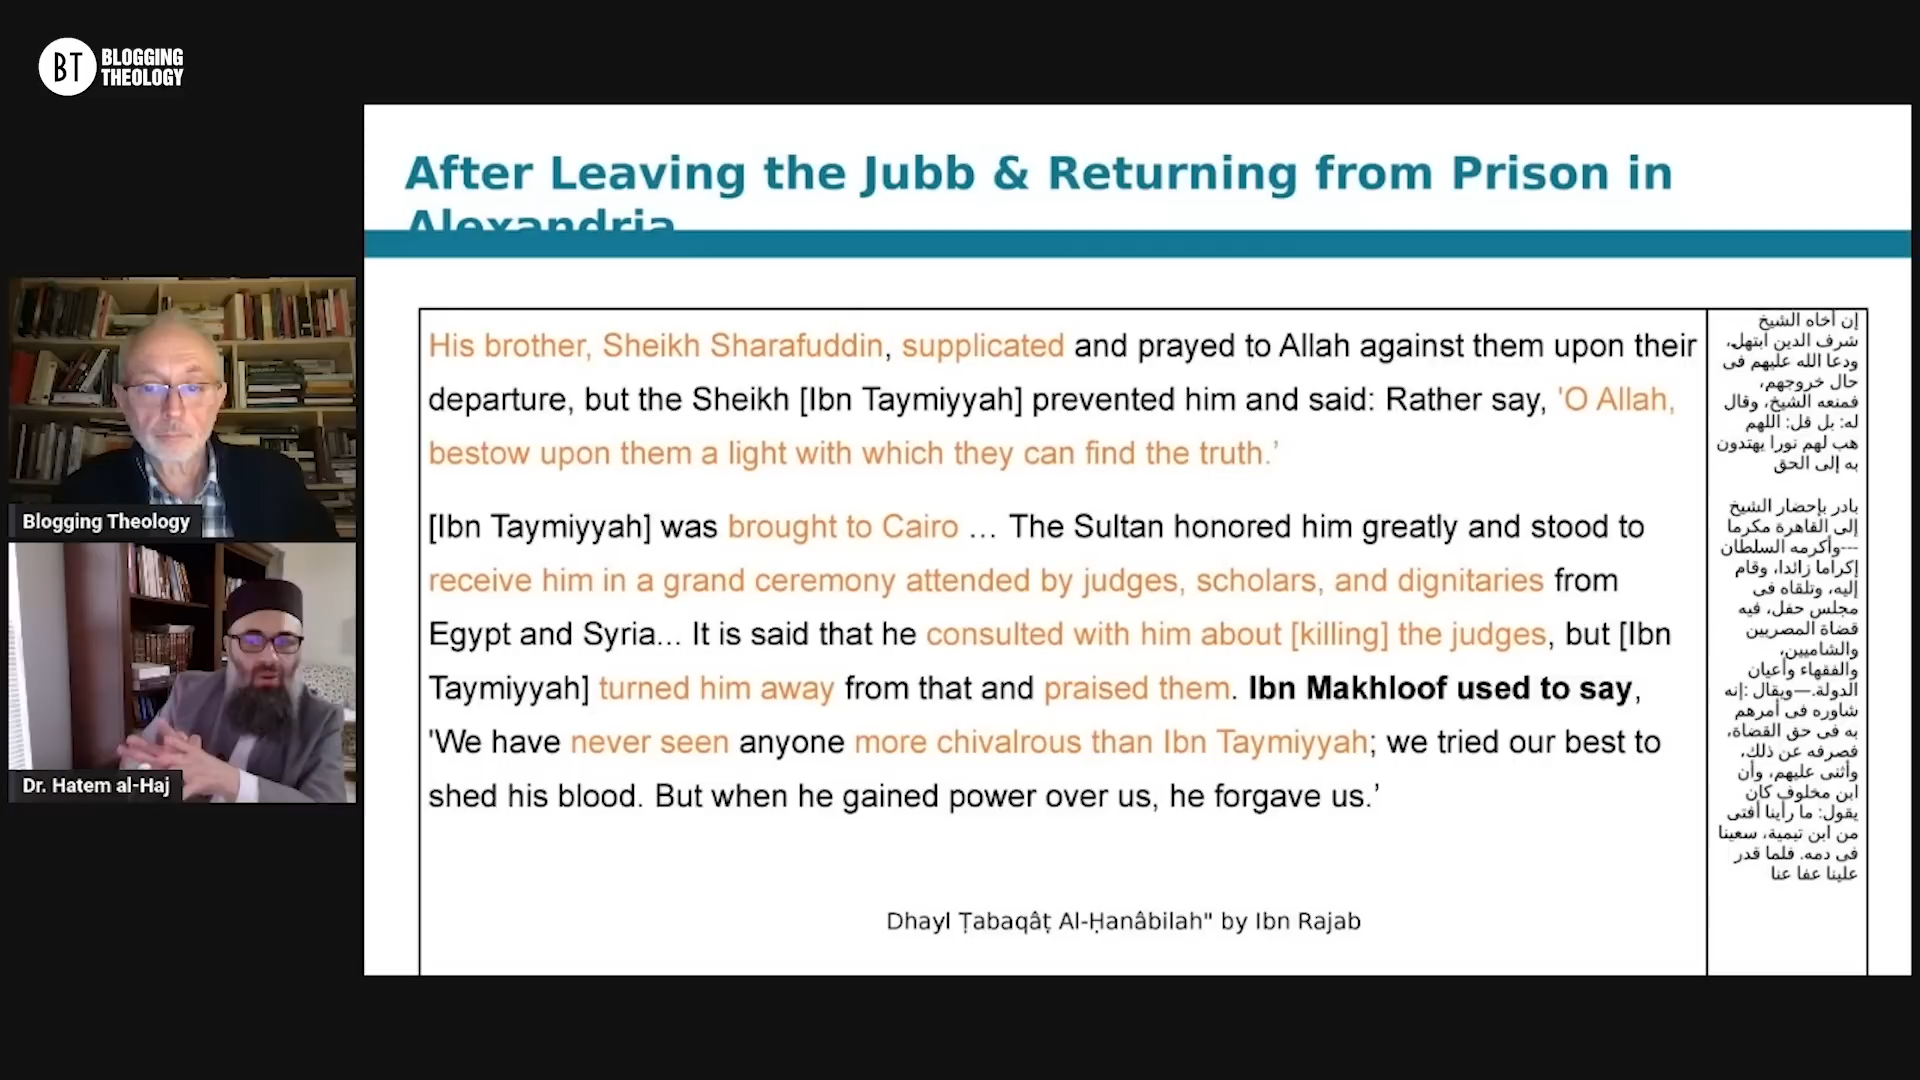 BT BLOGGING
THEOLOGY
After Leaving the Jubb & Returning from Prison in
Alexandria
His brother, Sheikh Sharafuddin, supplicated and prayed to Allah against them upon their
departure, but the Sheikh [Ibn Taymiyyah] prevented him and said: Rather say, 'O Allah,
bestow upon them a light with which they can find the truth.’
[Ibn Taymiyyah] was brought to Cairo … The Sultan honored him greatly and stood to
receive him in a grand ceremony attended by judges, scholars, and dignitaries from
Egypt and Syria... It is said that he consulted with him about [killing] the judges, but [Ibn
Taymiyyah] turned him away from that and praised them. Ibn Makhloof used to say,
'We have never seen anyone more chivalrous than Ibn Taymiyyah; we tried our best to
shed his blood. But when he gained power over us, he forgave us.’
Dhayl Ṭabaqâṭ Al-Ḥanâbilah" by Ibn Rajab
إن أخاه الشيخ
شرف الدين ابتهل،
ودعا الله عليهم فى
حال خروجهم،
فمنعه الشيخ، وقال
له: بل قل: اللهم
هب لهم نورا يهتدون
به إلى الحق
بادر بإحضار الشيخ
إلى القاهرة مكرما
---وأكرمه السلطان
إكراما زائدا، وقام
إليه، وتلقاه فى
مجلس حفل، فيه
قضاة المصريين
والشاميين،
والفقهاء وأعيان
الدولة.—ويقال :إنه
شاوره فى أمرهم
به فى حق القضاة،
فصرفه عن ذلك،
وأثنى عليهم، وأن
ابن مخلوف كان
يقول: ما رأينا أفتى
من ابن تيمية، سعينا
فى دمه. فلما قدر
علينا عفا عنا
Blogging Theology
Dr. Hatem al-Haj